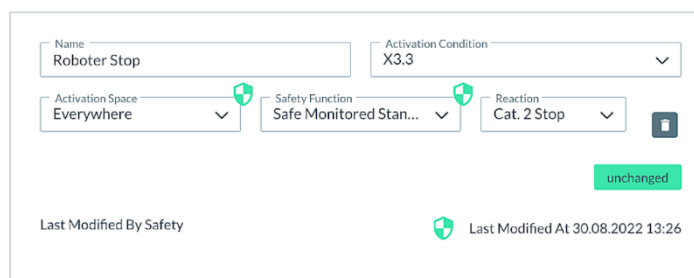 Name
Roboter Stop
Activation Condition
X3.3
Activation Space
Everywhere
Safety Function
Safe Monitored Stan...
Reaction
Cat. 2 Stop
unchanged
Last Modified By Safety
Last Modified At 30.08.2022 13:26